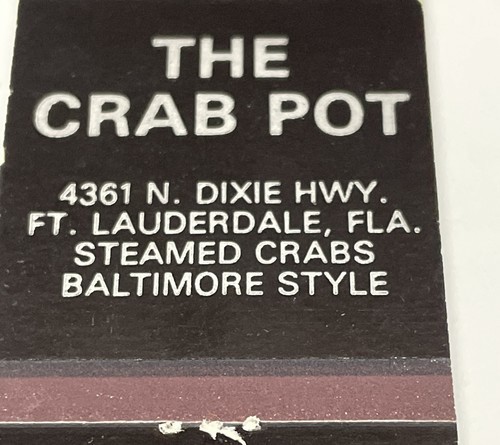 THE
CRAB POT
4361 N. DIXIE HWY.
FT. LAUDERDALE, FLA.
STEAMED CRABS
BALTIMORE STYLE